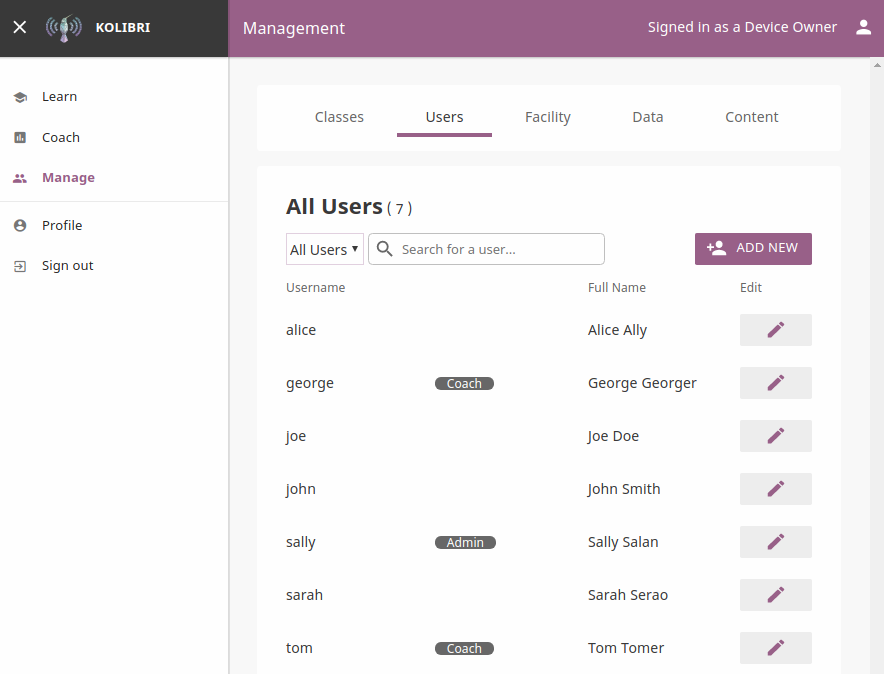 KOLIBRI
Management
Signed in as a Device Owner
Learn
Coach
Manage
Profile
Sign out
Classes Users Facility Data Content
All Users ( 7 )
All Users Search for a user... ADD NEW
Username Full Name Edit
alice Alice Ally
george Coach George Georger
joe Joe Doe
john John Smith
sally Admin Sally Salan
sarah Sarah Serao
tom Coach Tom Tomer